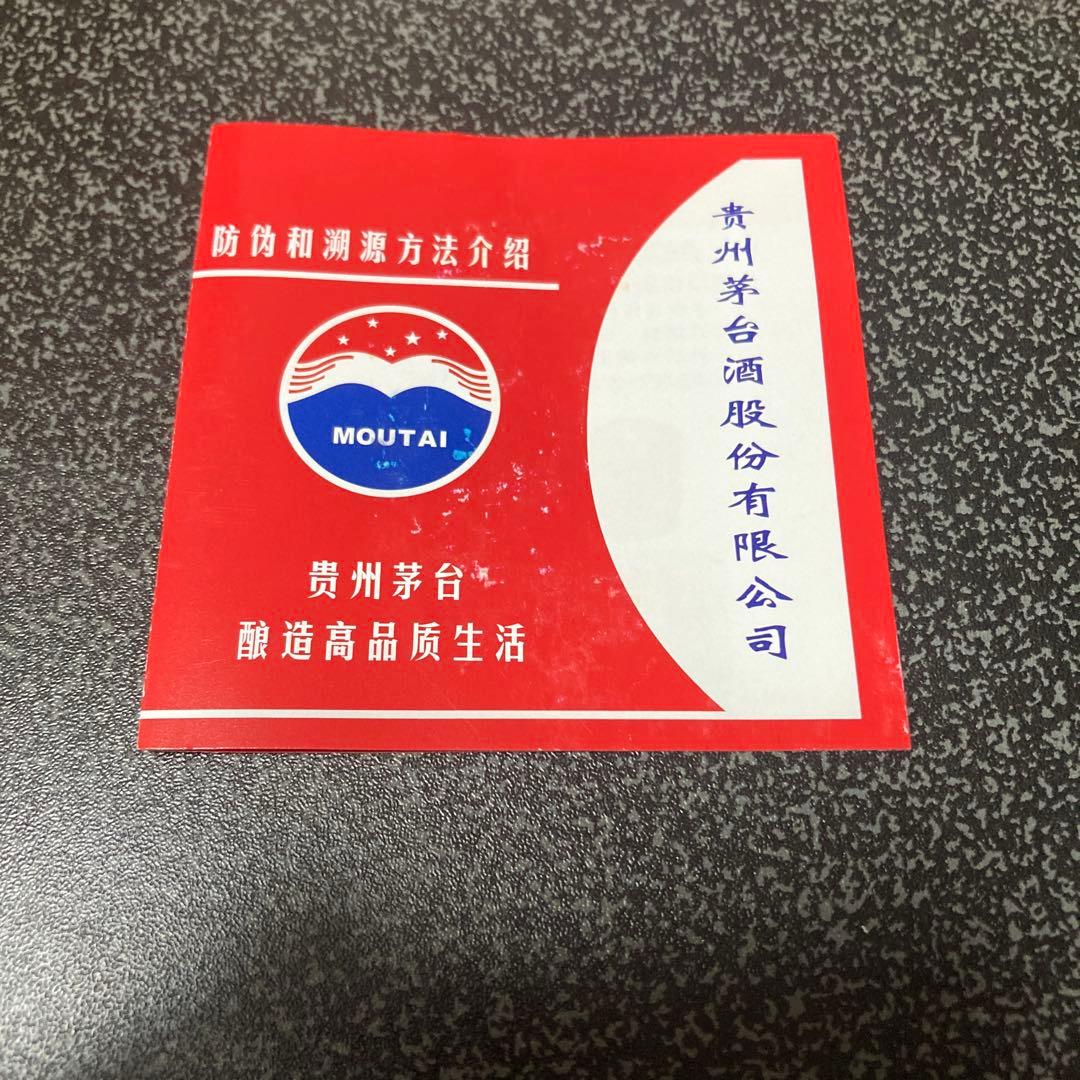 防伪和溯源方法介绍
MOUTAI
贵州茅台
酿造高品质生活
贵州茅台酒股份有限公司